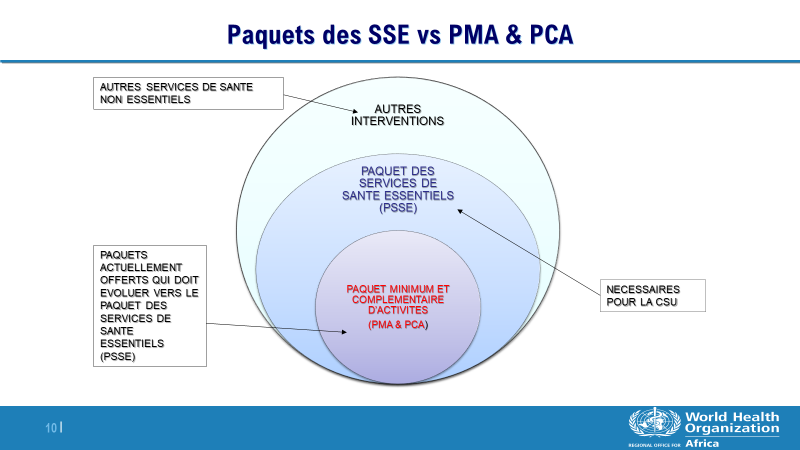 Paquets des SSE vs PMA & PCA
AUTRES SERVICES DE SANTE
NON ESSENTIELS
AUTRES
INTERVENTIONS
PAQUET DES
SERVICES DE
SANTE ESSENTIELS
(PSSE)
PAQUETS
ACTUELLEMENT
OFFERTS QUI DOIT
EVOLUER VERS LE
PAQUET DES
SERVICES DE
SANTE
ESSENTIELS
(PSSE)
NECESSAIRES
POUR LA CSU
PAQUET MINIMUM ET
COMPLEMENTAIRE
D'ACTIVITES
(PMA & PCA)
10 |
World Health
Organization
REGIONAL OFFICE FOR Africa